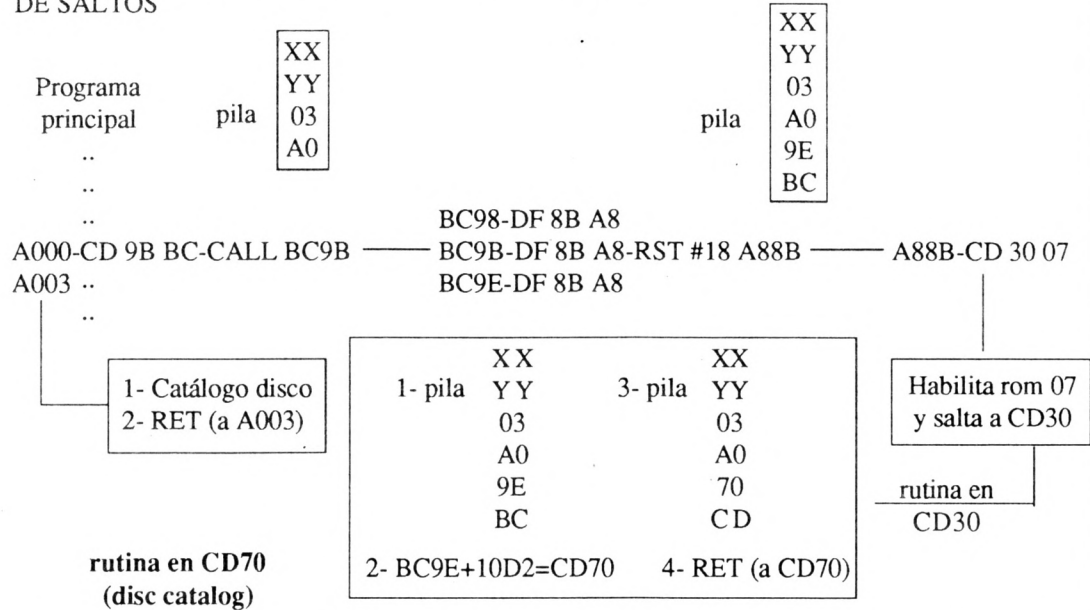 DE SALTOS
Programa
principal
..
..
..
pila
XX
YY
03
A0
pila
XX
YY
03
A0
9E
BC
BC98-DF 8B A8
A000-CD 9B BC-CALL BC9B
BC9B-DF 8B A8-RST #18 A88B
A88B-CD 30 07
A003 ..
BC9E-DF 8B A8
..
1- Catálogo disco
2- RET (a A003)
1- pila
XX
YY
03
A0
9E
BC
3- pila
XX
YY
03
A0
70
CD
2- BC9E+10D2=CD70
4- RET (a CD70)
Habilita rom 07
y salta a CD30
rutina en
CD30
rutina en CD70
(disc catalog)